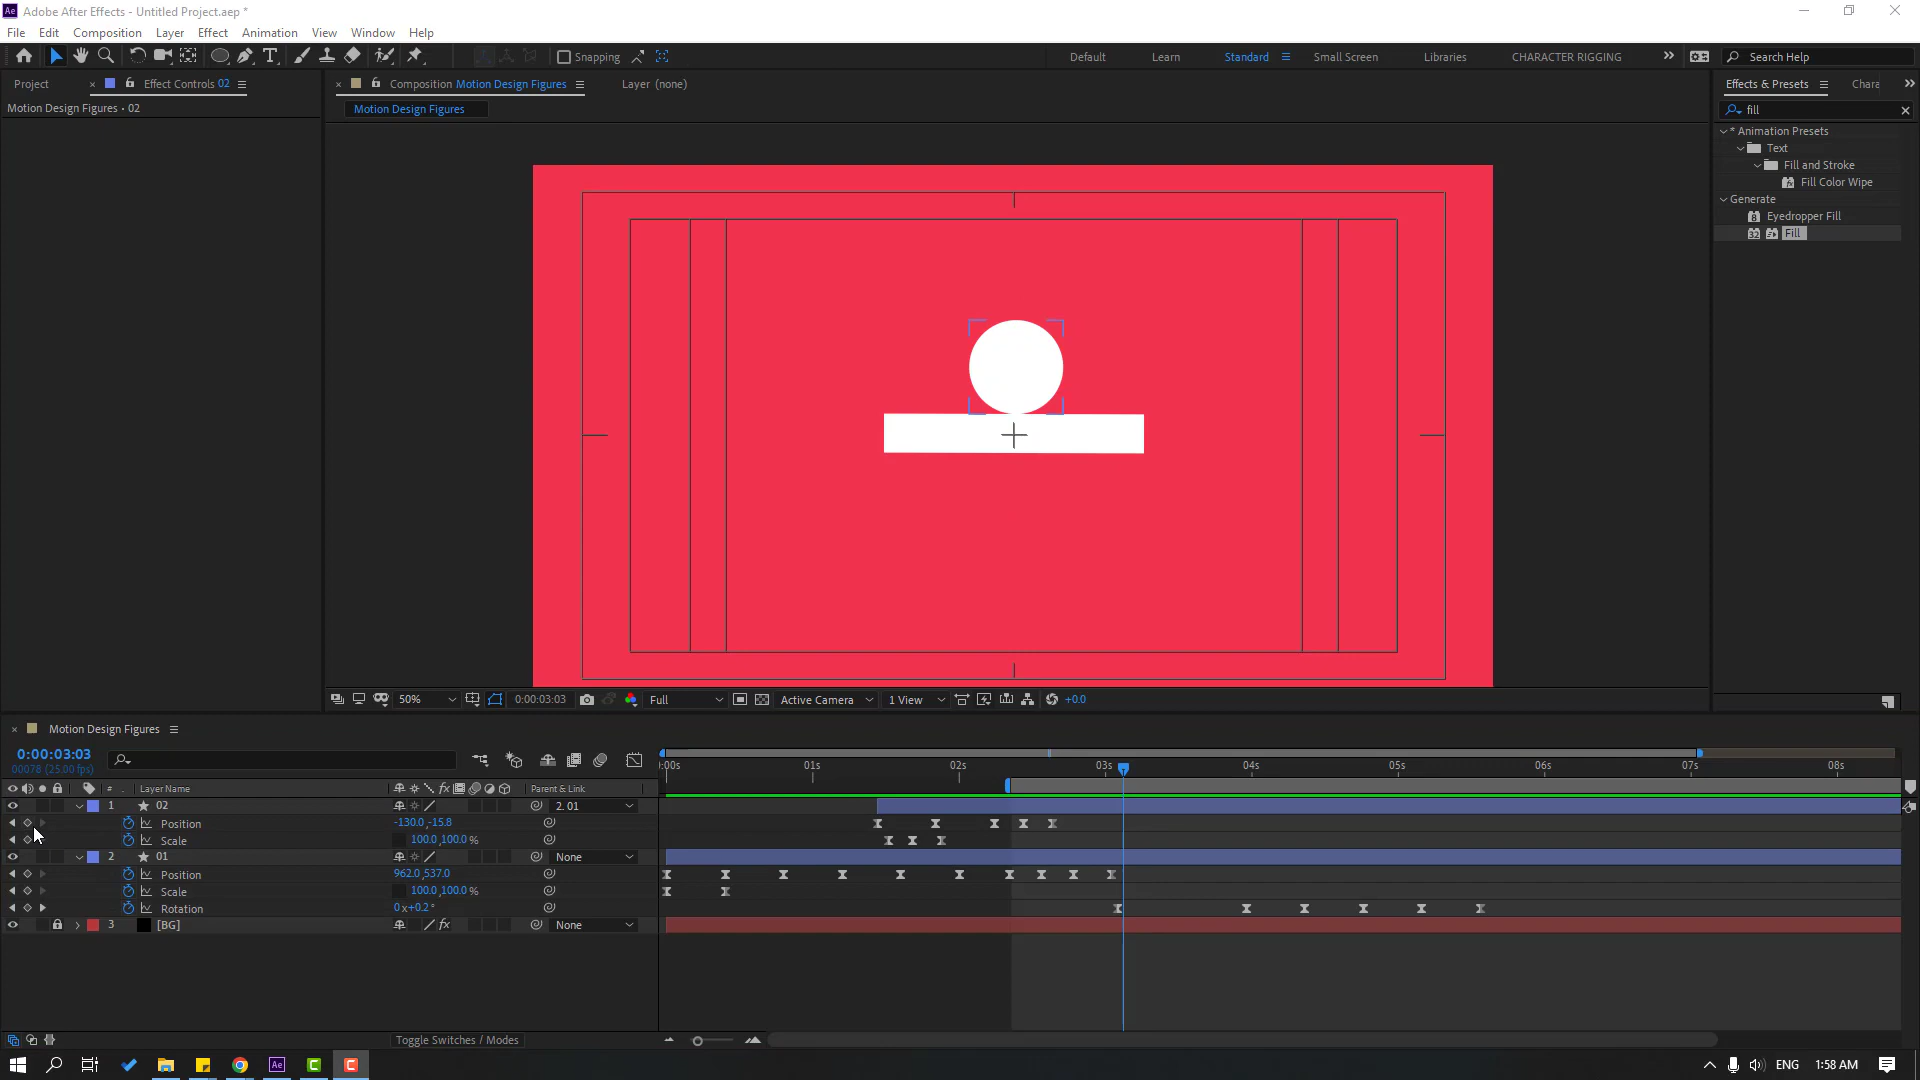 Ae Adobe After Effects - Untitled Project.aep *
File Edit Composition Layer Effect Animation View Window Help
Snapping Default Learn Standard Small Screen Libraries CHARACTER RIGGING Search Help
Project Effect Controls 02 Composition Motion Design Figures Layer (none) Effects & Presets Chara
Motion Design Figures • 02
Motion Design Figures
fill
* Animation Presets
Text
Fill and Stroke
Fill Color Wipe
Generate
Eyedropper Fill
Fill
50% 0:00:03:03 Full Active Camera 1 View +0.0
Motion Design Figures
0:00:03:03
00078 (25.00 fps)
:00s 01s 02s 03s 04s 05s 06s 07s 08s
# Layer Name fx Parent & Link
1 02 2. 01
Position -130.0,-15.8
Scale 100.0,100.0 %
2 01 None
Position 962.0,537.0
Scale 100.0,100.0 %
Rotation 0 x+0.2 °
3 [BG] fx None
Toggle Switches / Modes
Ae C C ENG 1:58 AM